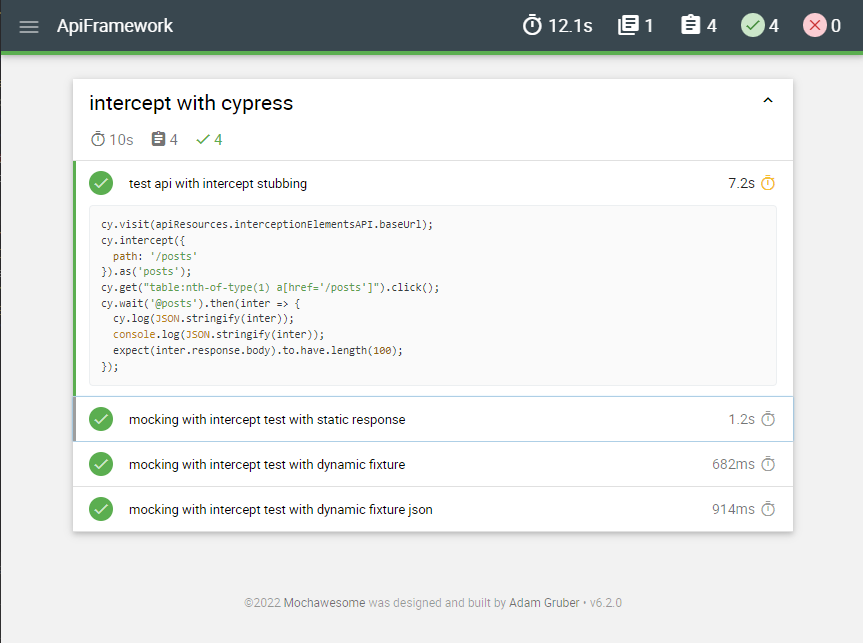 ApiFramework 12.1s 1 4 4 0
intercept with cypress
10s 4 4
test api with intercept stubbing 7.2s
cy.visit(apiResources.interceptionElementsAPI.baseUrl);
cy.intercept({
path: '/posts'
}).as('posts');
cy.get("table:nth-of-type(1) a[href='/posts']").click();
cy.wait('@posts').then(inter => {
cy.log(JSON.stringify(inter));
console.log(JSON.stringify(inter));
expect(inter.response.body).to.have.length(100);
});
mocking with intercept test with static response 1.2s
mocking with intercept test with dynamic fixture 682ms
mocking with intercept test with dynamic fixture json 914ms
©2022 Mochawesome was designed and built by Adam Gruber • v6.2.0